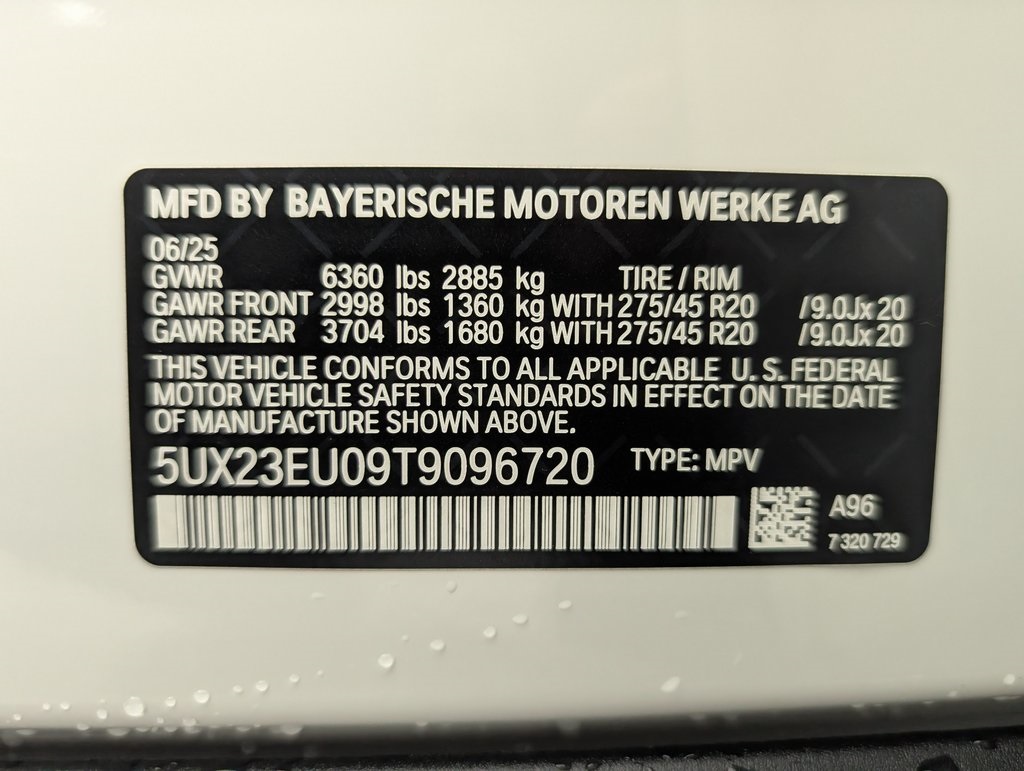 MFD BY BAYERISCHE MOTOREN WERKE AG
06/25
GVWR 6360 lbs 2885 kg TIRE / RIM
GAWR FRONT 2998 lbs 1360 kg WITH 275/45 R20 / 9.0Jx 20
GAWR REAR 3704 lbs 1680 kg WITH 275/45 R20 / 9.0Jx 20
THIS VEHICLE CONFORMS TO ALL APPLICABLE U. S. FEDERAL
MOTOR VEHICLE SAFETY STANDARDS IN EFFECT ON THE DATE
OF MANUFACTURE SHOWN ABOVE.
5UX23EU09T9096720 TYPE: MPV
A96
7 320 729